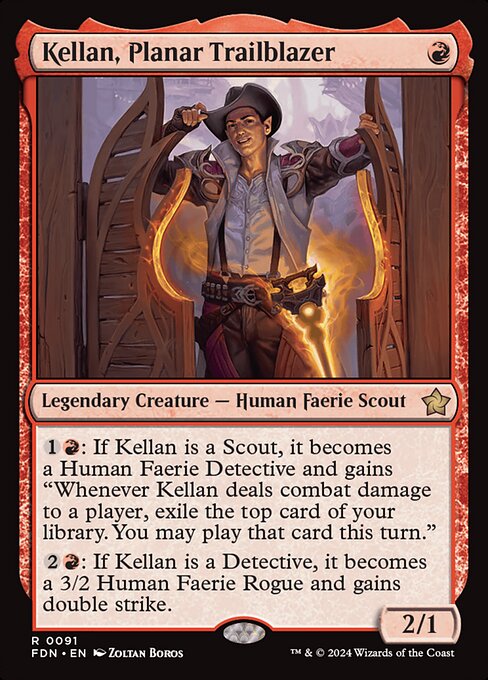 Kellan, Planar Trailblazer
Legendary Creature — Human Faerie Scout
1: If Kellan is a Scout, it becomes
a Human Faerie Detective and gains
“Whenever Kellan deals combat damage
to a player, exile the top card of your
library. You may play that card this turn.”
2: If Kellan is a Detective, it becomes
a 3/2 Human Faerie Rogue and gains
double strike.
2/1
R 0091
FDN • EN Zoltan Boros
™ & © 2024 Wizards of the Coast